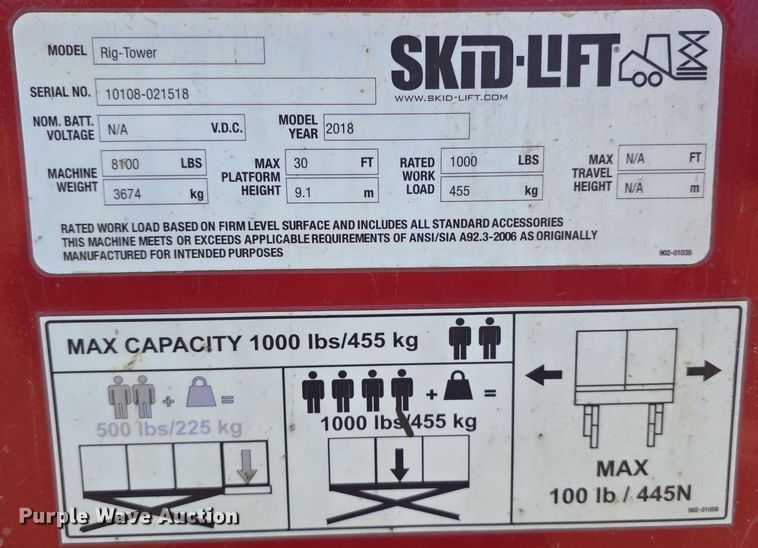 MODEL Rig-Tower
SKID-LIFT®
WWW.SKID-LIFT.COM
SERIAL NO. 10108-021518
NOM. BATT. VOLTAGE N/A V.D.C.
MODEL YEAR 2018
MACHINE WEIGHT 8100 LBS 3674 kg
MAX PLATFORM HEIGHT 30 FT 9.1 m
RATED WORK LOAD 1000 LBS 455 kg
MAX TRAVEL HEIGHT N/A FT N/A m
RATED WORK LOAD BASED ON FIRM LEVEL SURFACE AND INCLUDES ALL STANDARD ACCESSORIES
THIS MACHINE MEETS OR EXCEEDS APPLICABLE REQUIREMENTS OF ANSI/SIA A92.3-2006 AS ORIGINALLY
MANUFACTURED FOR INTENDED PURPOSES
902-01035
MAX CAPACITY 1000 lbs/455 kg
+ =
500 lbs/225 kg
+ =
1000 lbs/455 kg
MAX
100 lb / 445N
902-01050
Purple Wave Auction